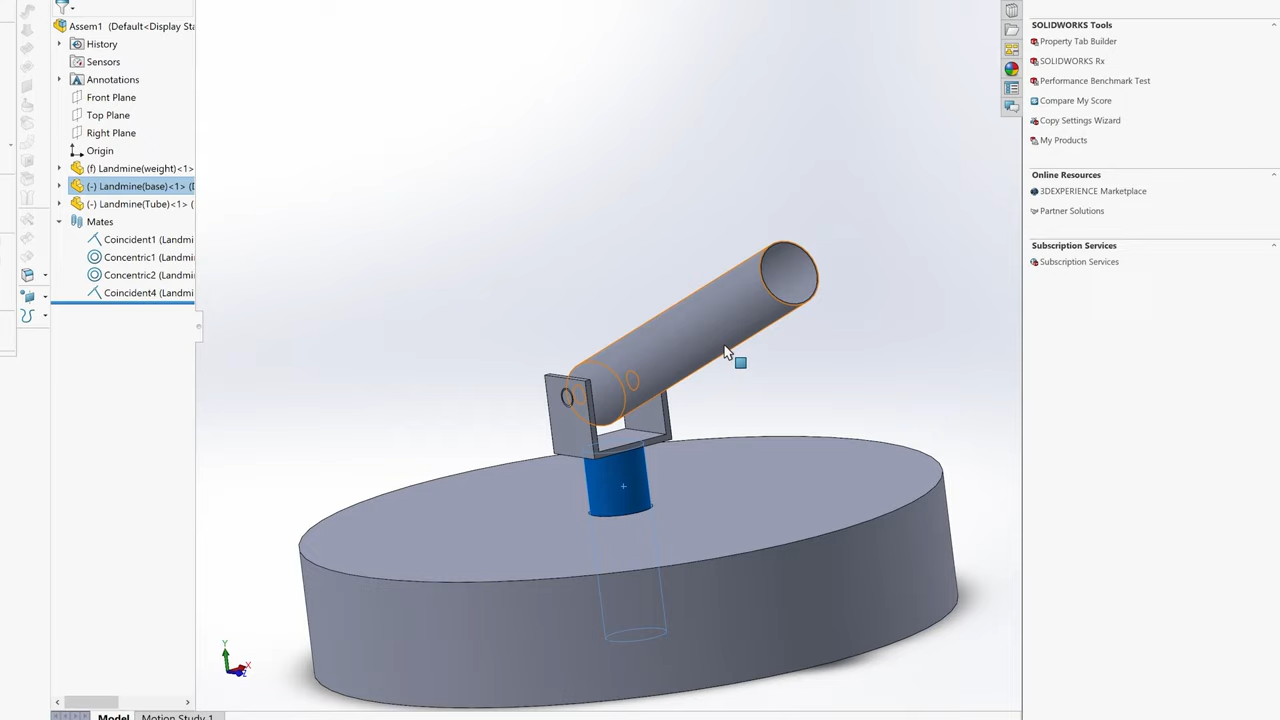 Assem1 (Default<Display Sta
History
Sensors
Annotations
Front Plane
Top Plane
Right Plane
Origin
(f) Landmine(weight)<1>
(-) Landmine(base)<1> (D
(-) Landmine(Tube)<1> (
Mates
Coincident1 (Landmi
Concentric1 (Landmi
Concentric2 (Landmi
Coincident4 (Landmi
Y
X
Z
Model
Motion Study 1
SOLIDWORKS Tools
Property Tab Builder
SOLIDWORKS Rx
Performance Benchmark Test
Compare My Score
Copy Settings Wizard
My Products
Online Resources
3DEXPERIENCE Marketplace
Partner Solutions
Subscription Services
Subscription Services